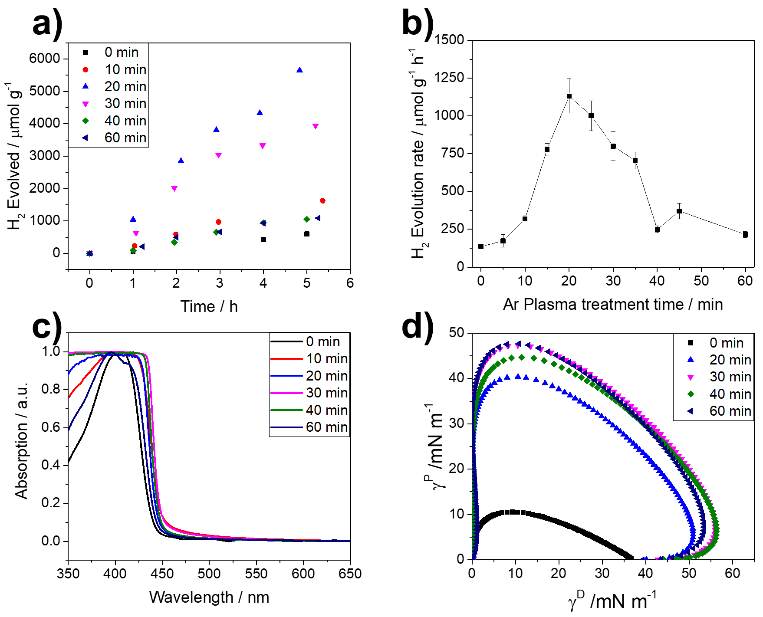 a)
H2 Evolved / μmol g-1
6000
5000
4000
3000
2000
1000
0
0 min
10 min
20 min
30 min
40 min
60 min
0 1 2 3 4 5 6
Time / h
b)
H2 Evolution rate / μmol g-1 h-1
1500
1250
1000
750
500
250
0
0 10 20 30 40 50 60
Ar Plasma treatment time / min
c)
Absorption / a.u.
1.0
0.8
0.6
0.4
0.2
0.0
0 min
10 min
20 min
30 min
40 min
60 min
350 400 450 500 550 600 650
Wavelength / nm
d)
γP /mN m-1
50
40
30
20
10
0
0 min
20 min
30 min
40 min
60 min
0 10 20 30 40 50 60
γD /mN m-1